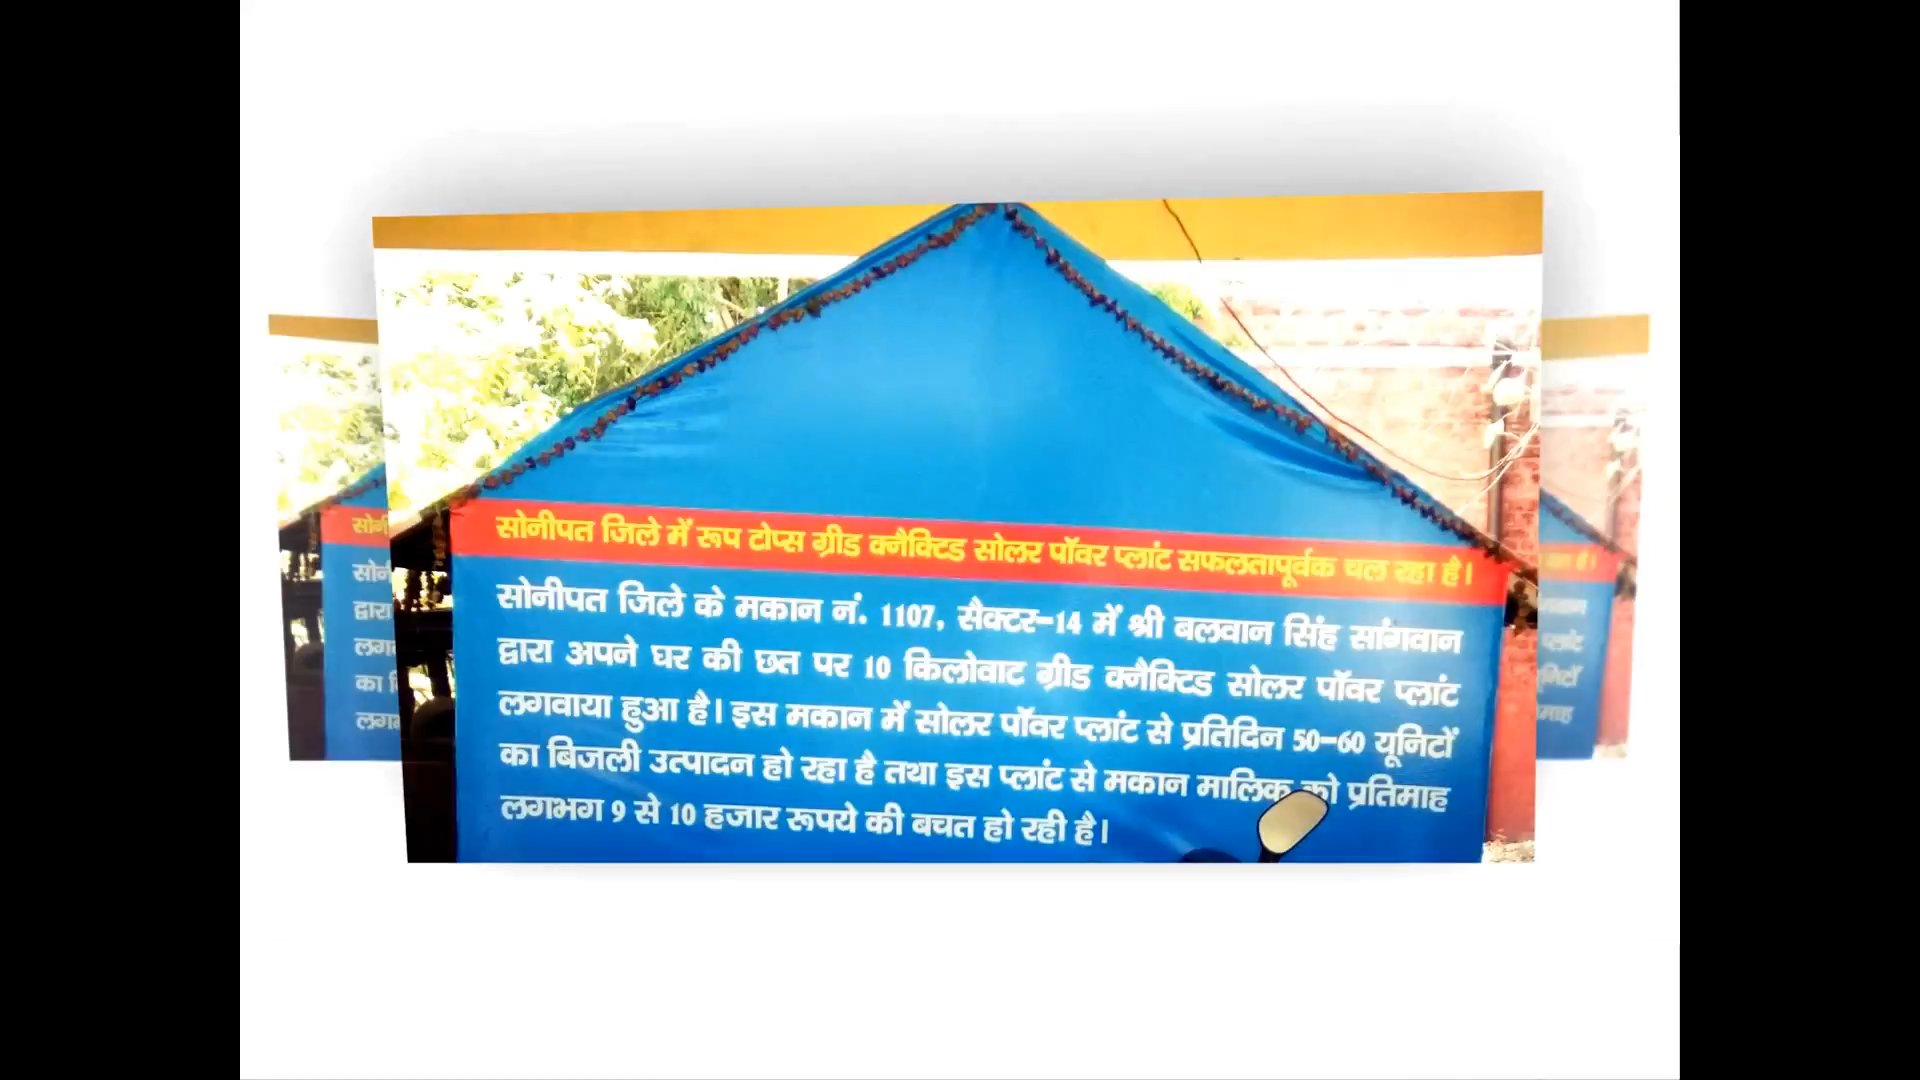 सोनीपत जिले में रूप टोप्स ग्रीड क्नैक्टिड सोलर पॉवर प्लांट सफलतापूर्वक चल रहा है।
सोनीपत जिले के मकान नं. 1107, सैक्टर-14 में श्री बलवान सिंह सांगवान
द्वारा अपने घर की छत पर 10 किलोवाट ग्रीड क्नैक्टिड सोलर पॉवर प्लांट
लगवाया हुआ है। इस मकान में सोलर पॉवर प्लांट से प्रतिदिन 50-60 यूनिटों
का बिजली उत्पादन हो रहा है तथा इस प्लांट से मकान मालिक को प्रतिमाह
लगभग 9 से 10 हजार रूपये की बचत हो रही है।